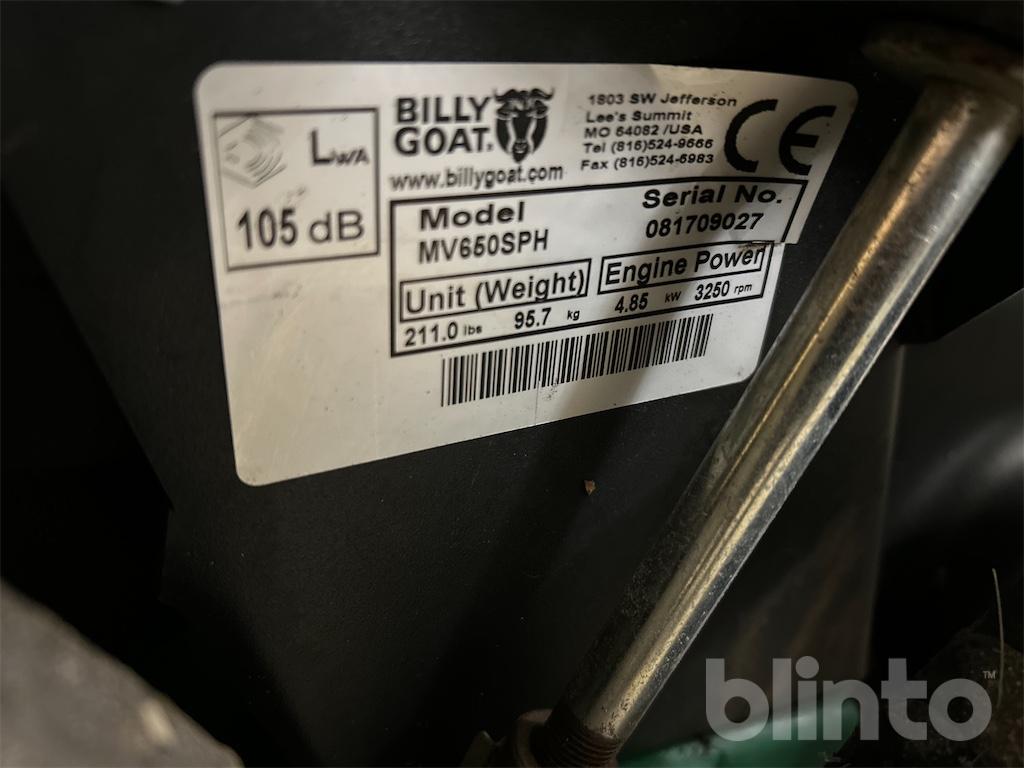 LWA
105 dB
BILLY
GOAT®
www.billygoat.com
1803 SW Jefferson
Lee's Summit
MO 64082 /USA
Tel (816)524-9666
Fax (816)524-6983
CE
Model
MV650SPH
Serial No.
081709027
Unit (Weight)
211.0 lbs 95.7 kg
Engine Power
4.85 kW 3250 rpm
blinto™